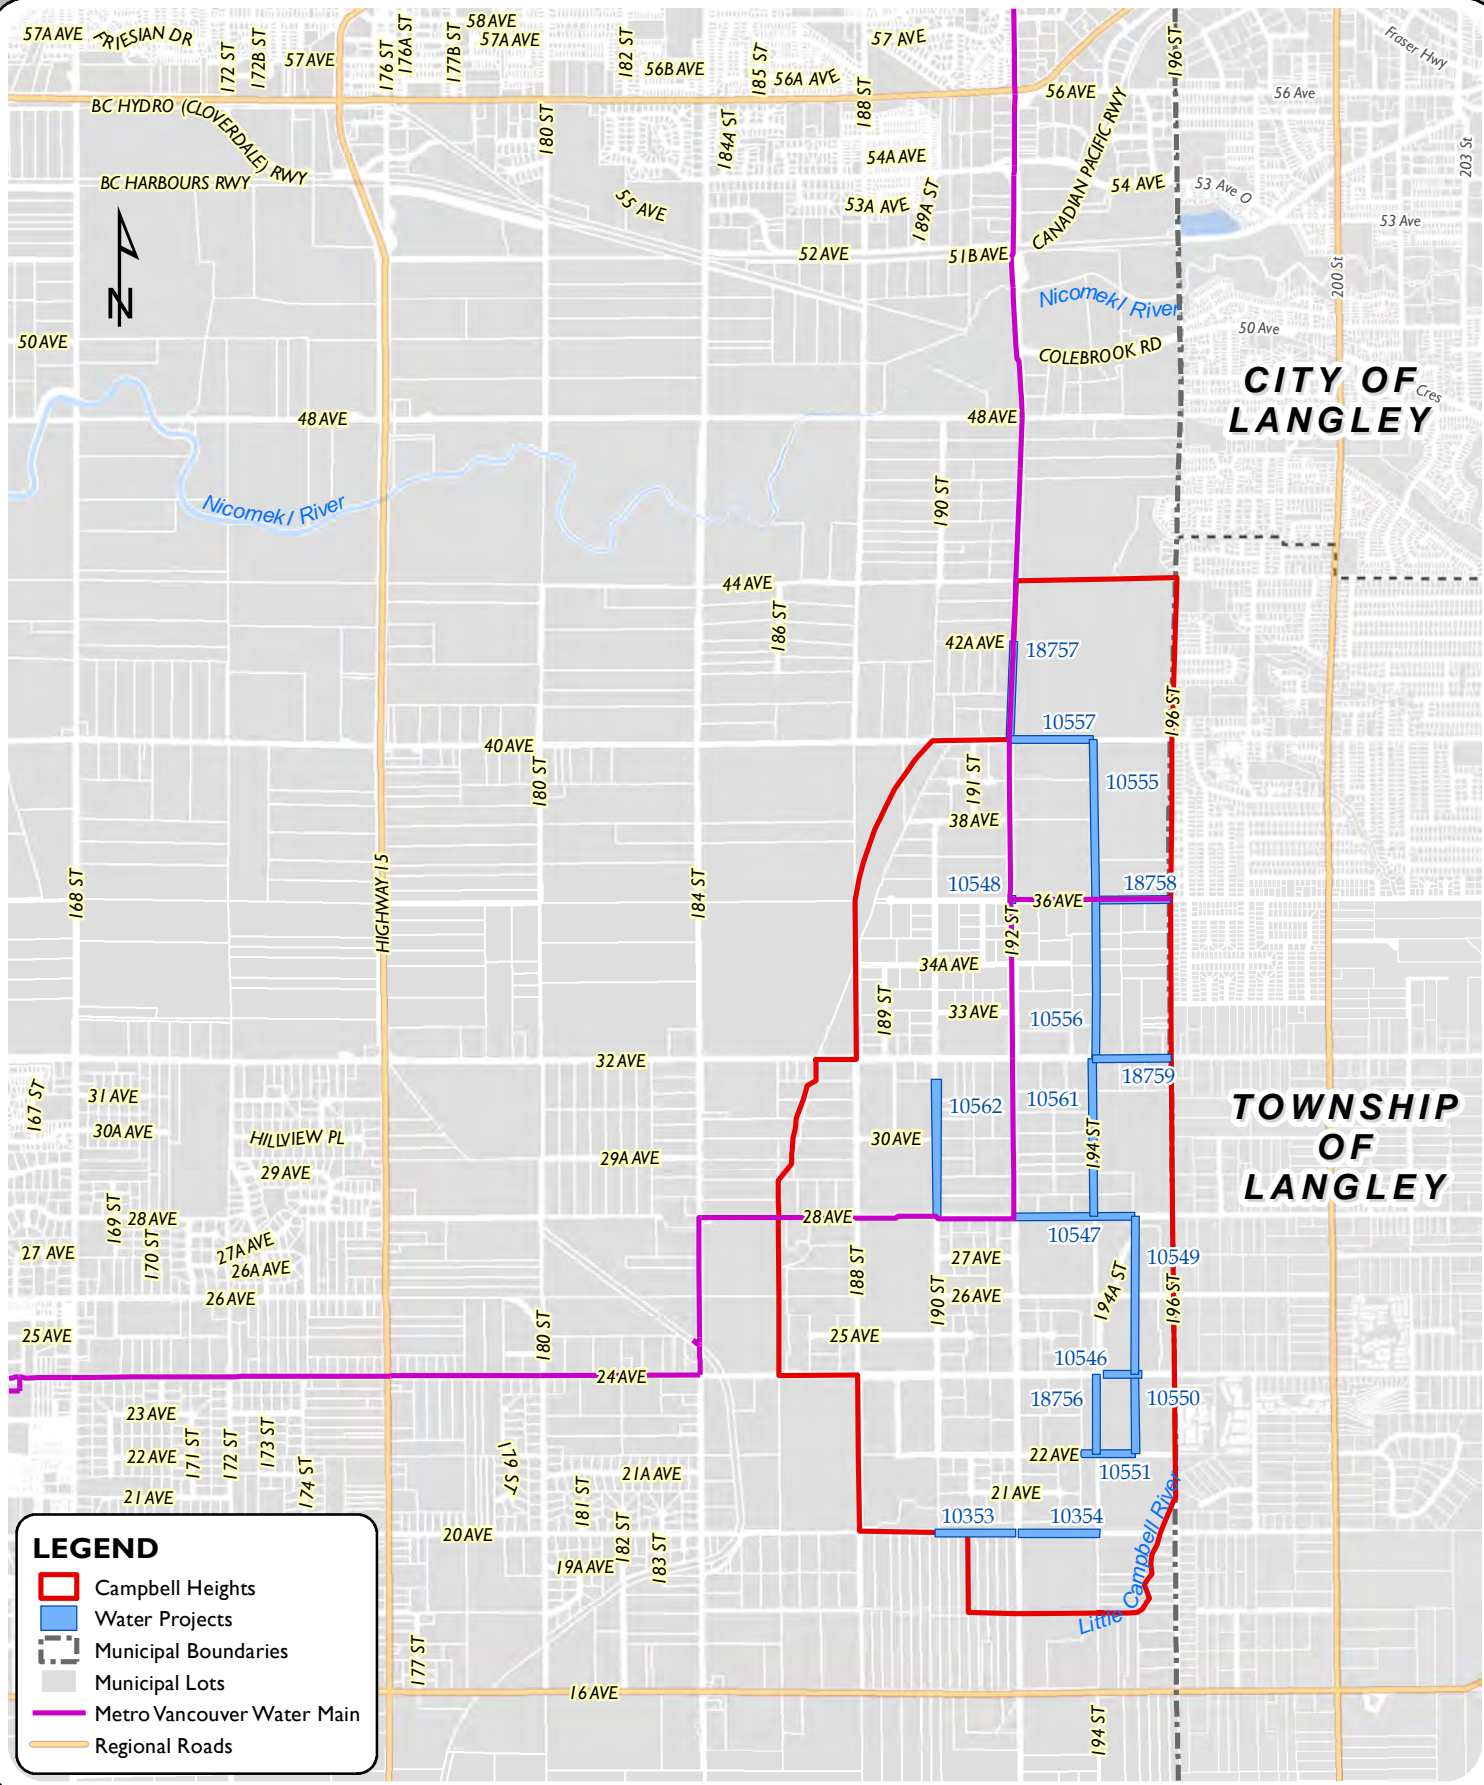 57A AVE
FRIESIAN DR
172 ST
172B ST
57 AVE
176 ST
176A ST
177B ST
58 AVE
57A AVE
182 ST
56B AVE
185 ST
56A AVE
188 ST
57 AVE
56 AVE
196 ST
Fraser Hwy
56 Ave
203 St
BC HYDRO (CLOVERDALE) RWY
BC HARBOURS RWY
180 ST
184A ST
54A AVE
CANADIAN PACIFIC RWY
54 AVE
53 Ave
O
53 Ave
55 AVE
53A AVE
189A ST
52 AVE
51B AVE
200 St
N
Nicomekl River
50 AVE
50 Ave
COLEBROOK RD
CITY OF
LANGLEY
Cres
48 AVE
48 AVE
Nicomekl River
190 ST
44 AVE
186 ST
42A AVE
18757
196 ST
10557
40 AVE
180 ST
191 ST
10555
38 AVE
168 ST
HIGHWAY 15
184 ST
10548
18758
36 AVE
192 ST
34A AVE
189 ST
33 AVE
10556
32 AVE
18759
167 ST
31 AVE
30A AVE
HILLVIEW PL
29 AVE
29A AVE
30 AVE
10562
10561
194 ST
TOWNSHIP
OF
LANGLEY
169 ST
28 AVE
170 ST
27 AVE
27A AVE
26A AVE
26 AVE
25 AVE
28 AVE
10547
188 ST
27 AVE
190 ST
26 AVE
194A ST
10549
196 ST
180 ST
25 AVE
10546
24 AVE
18756
10550
23 AVE
22 AVE
171 ST
172 ST
173 ST
174 ST
21 AVE
179 ST
21A AVE
22 AVE
10551
181 ST
182 ST
183 ST
21 AVE
20 AVE
19A AVE
10353
10354
Little Campbell River
177 ST
16 AVE
194 ST
LEGEND
Campbell Heights
Water Projects
Municipal Boundaries
Municipal Lots
Metro Vancouver Water Main
Regional Roads